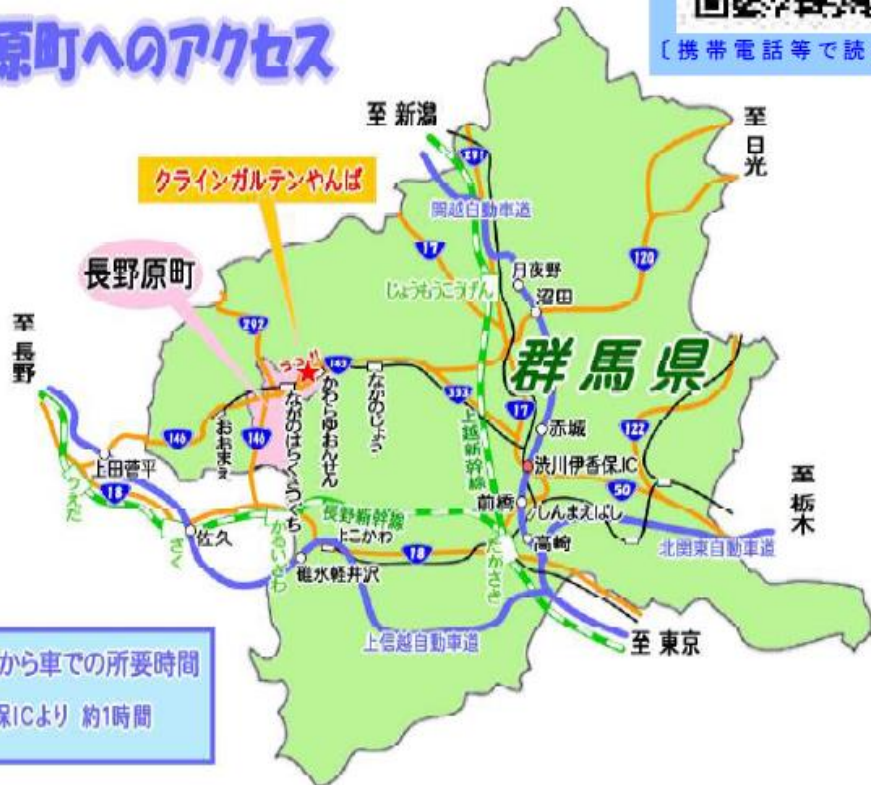 原町へのアクセス
〔携帯電話等で読
至 新潟
至日光
クラインガルテンやんば
291
関越自動車道
17
120
長野原町
月夜野
じょうもうこうげん
沼田
至長野
292
ココ!!
145
群馬県
353
17
ながのじょう
かわらゆおんせん
ながのはらくさつぐち
おおまえ
146
146
上越新幹線
赤城
122
渋川伊香保IC
上田菅平
18
うえだ
50
至栃木
前橋
しんまえばし
長野新幹線
よこかわ
佐久
さく
かるいざわ
18
たかさき
高崎
北関東自動車道
碓氷軽井沢
上信越自動車道
至 東京
から車での所要時間
保ICより 約1時間